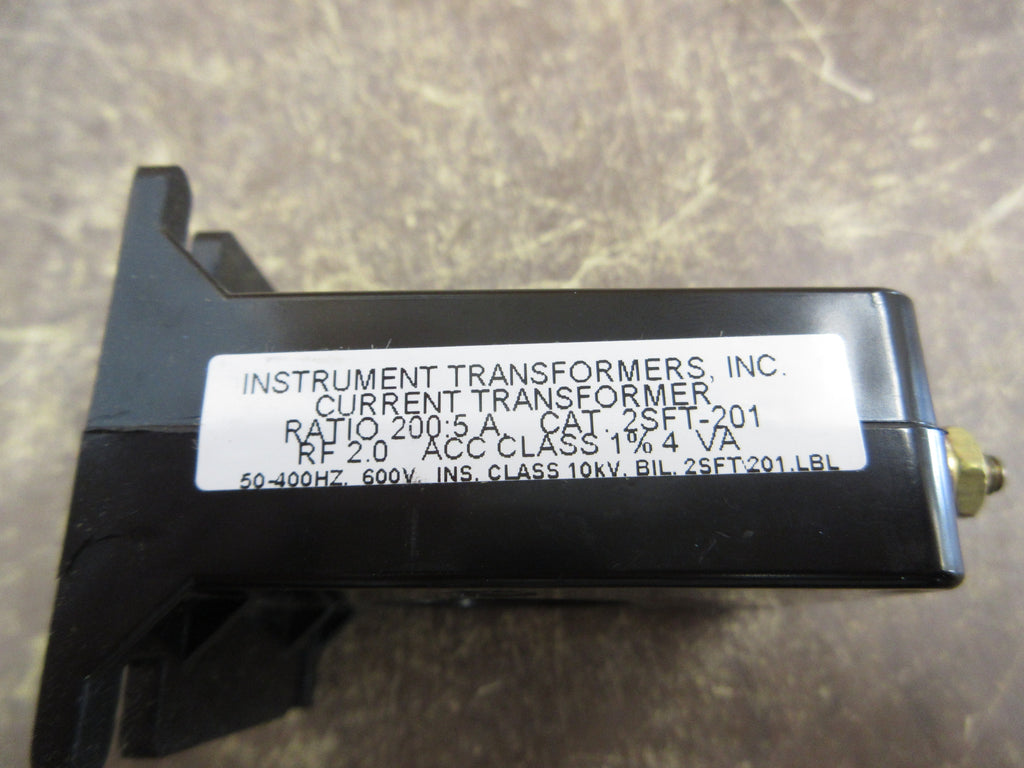 INSTRUMENT TRANSFORMERS, INC.
CURRENT TRANSFORMER
RATIO 200:5 A CAT. 2SFT-201
RF 2.0 ACC CLASS 1% 4 VA
50-400HZ. 600V. INS. CLASS 10kV. BIL. 2SFT201.LBL